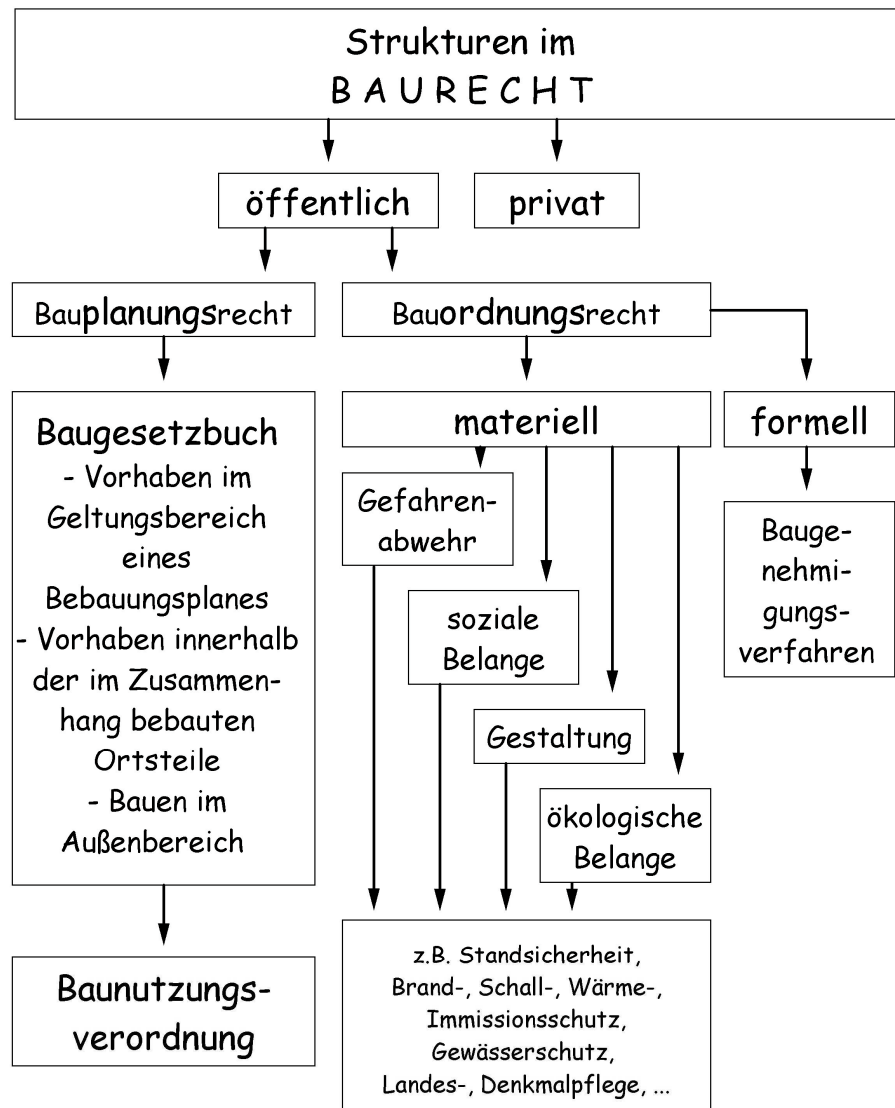 Strukturen im
B A U R E C H T
öffentlich
privat
Bauplanungsrecht
Bauordnungsrecht
Baugesetzbuch
- Vorhaben im
Geltungsbereich
eines
Bebauungsplanes
- Vorhaben innerhalb
der im Zusammen-
hang bebauten
Ortsteile
- Bauen im
Außenbereich
Baunutzungs-
verordnung
materiell
formell
Gefahren-
abwehr
soziale
Belange
Gestaltung
ökologische
Belange
z.B. Standsicherheit,
Brand-, Schall-, Wärme-,
Immissionsschutz,
Gewässerschutz,
Landes-, Denkmalpflege, ...
Bauge-
nehmi-
gungs-
verfahren